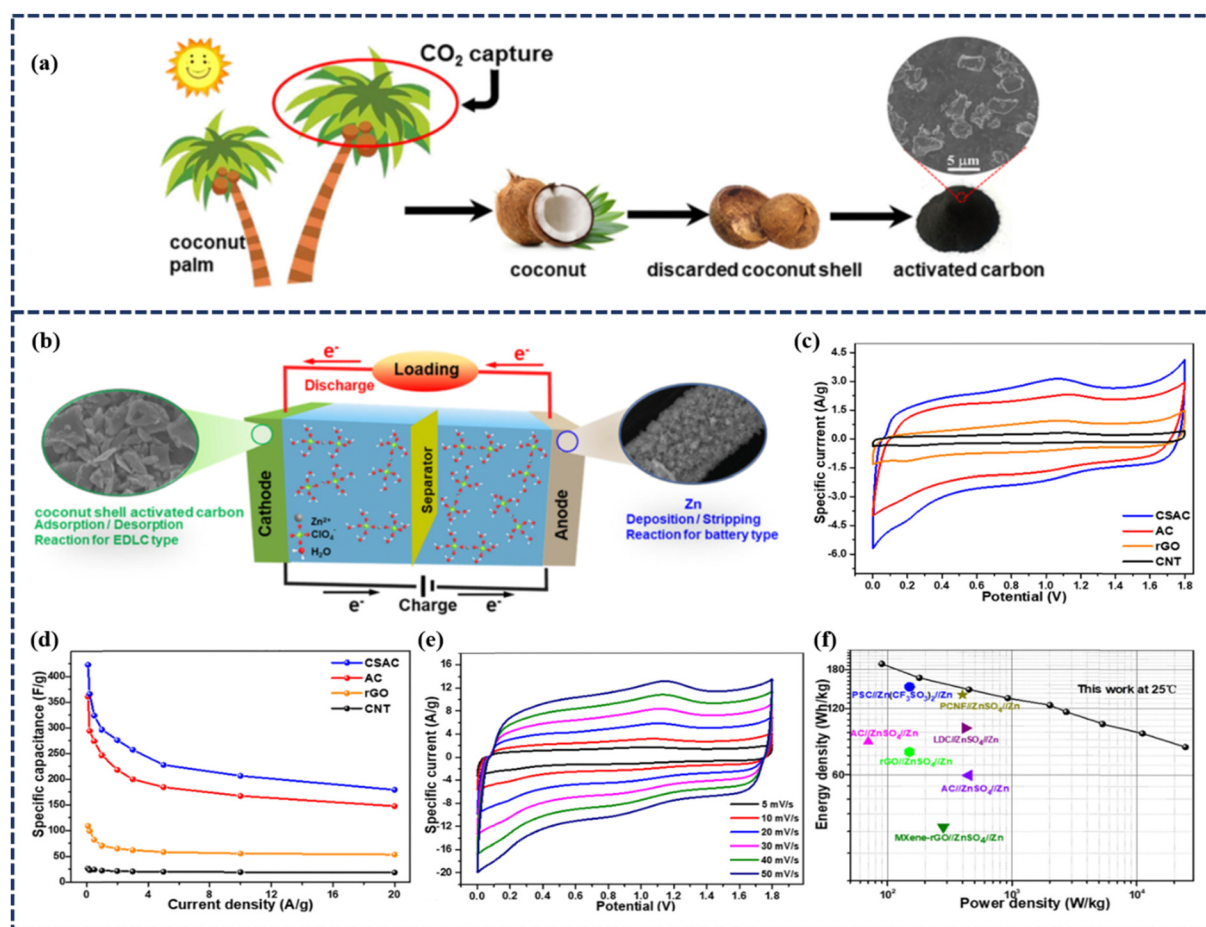 (a)
CO2 capture
5 μm
coconut
palm
coconut
discarded coconut shell
activated carbon
(b)
e-
Loading
e-
Discharge
Cathode
Separator
Anode
Zn2+
ClO4-
H2O
coconut shell activated carbon
Adsorption / Desorption
Reaction for EDLC type
Zn
Deposition / Stripping
Reaction for battery type
e-
Charge
e-
(c)
Specific current (A/g)
4.5
3.0
1.5
0.0
-1.5
-3.0
-4.5
-6.0
CSAC
AC
rGO
CNT
0.0 0.2 0.4 0.6 0.8 1.0 1.2 1.4 1.6 1.8
Potential (V)
(d)
Specific capacitance (F/g)
400
350
300
250
200
150
100
50
0
CSAC
AC
rGO
CNT
0 5 10 15 20
Current density (A/g)
(e)
Specific current (A/g)
16
12
8
4
0
-4
-8
-12
-16
-20
5 mV/s
10 mV/s
20 mV/s
30 mV/s
40 mV/s
50 mV/s
0.0 0.2 0.4 0.6 0.8 1.0 1.2 1.4 1.6 1.8
Potential (V)
(f)
Energy density (Wh/kg)
180
120
60
This work at 25℃
PSC//Zn(CF3SO3)2//Zn
PCNF//ZnSO4//Zn
AC//ZnSO4//Zn
LDC//ZnSO4//Zn
rGO//ZnSO4//Zn
AC//ZnSO4//Zn
MXene-rGO//ZnSO4//Zn
10^2 10^3 10^4
Power density (W/kg)